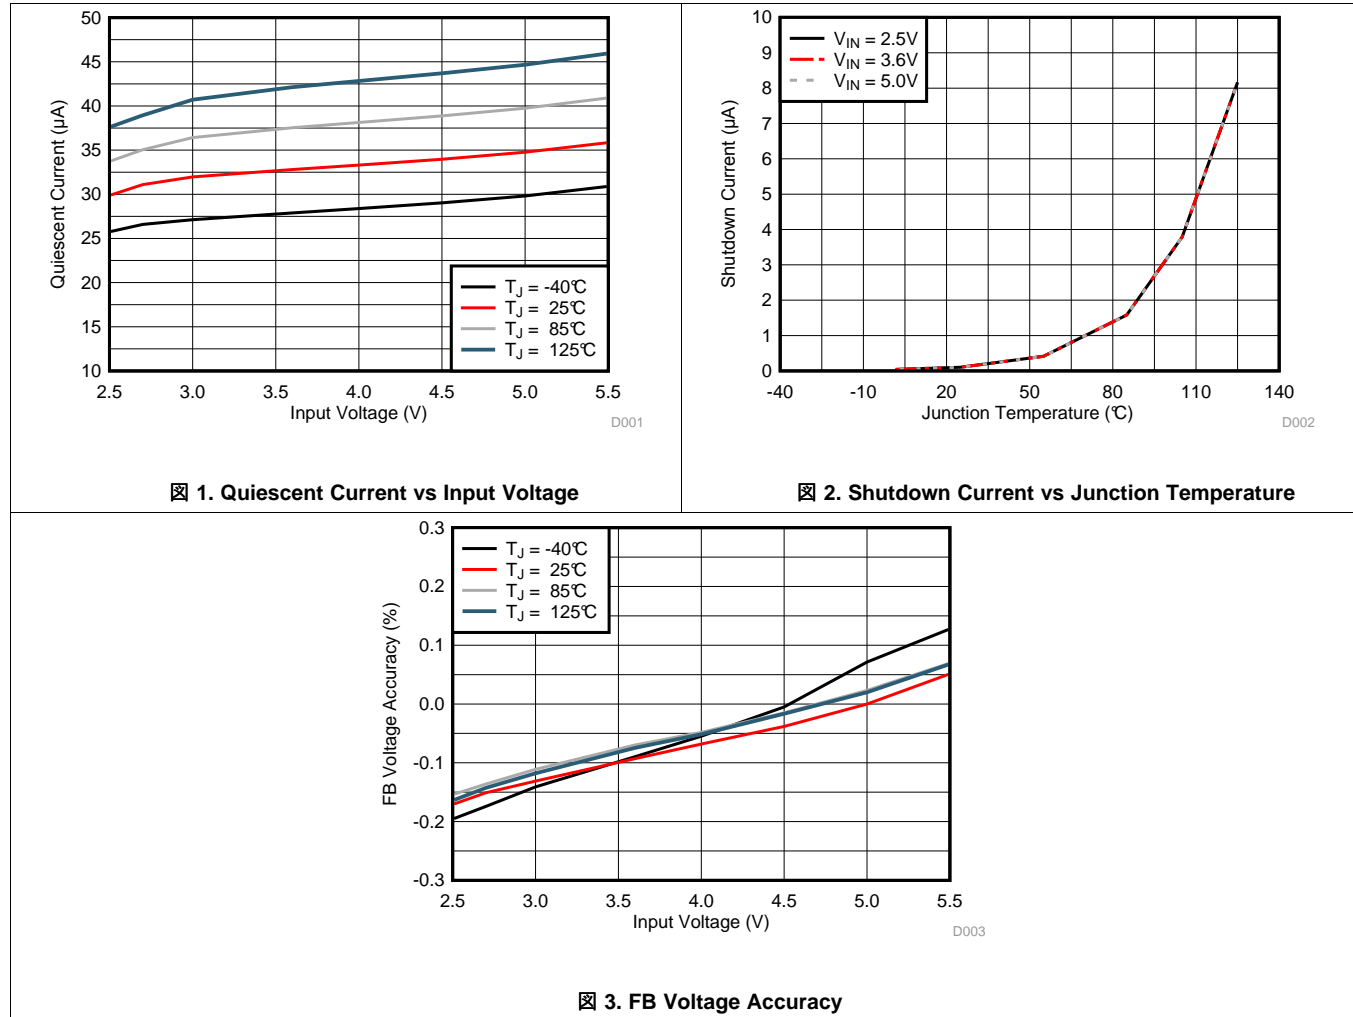 50
45
40
35
30
25
20
15
10
Quiescent Current (µA)
T_J = -40°C
T_J = 25°C
T_J = 85°C
T_J = 125°C
2.5 3.0 3.5 4.0 4.5 5.0 5.5
Input Voltage (V)
D001
図 1. Quiescent Current vs Input Voltage
10
9
8
7
6
5
4
3
2
1
0
Shutdown Current (µA)
V_IN = 2.5V
V_IN = 3.6V
V_IN = 5.0V
-40 -10 20 50 80 110 140
Junction Temperature (°C)
D002
図 2. Shutdown Current vs Junction Temperature
0.3
0.2
0.1
0.0
-0.1
-0.2
-0.3
FB Voltage Accuracy (%)
T_J = -40°C
T_J = 25°C
T_J = 85°C
T_J = 125°C
2.5 3.0 3.5 4.0 4.5 5.0 5.5
Input Voltage (V)
D003
図 3. FB Voltage Accuracy